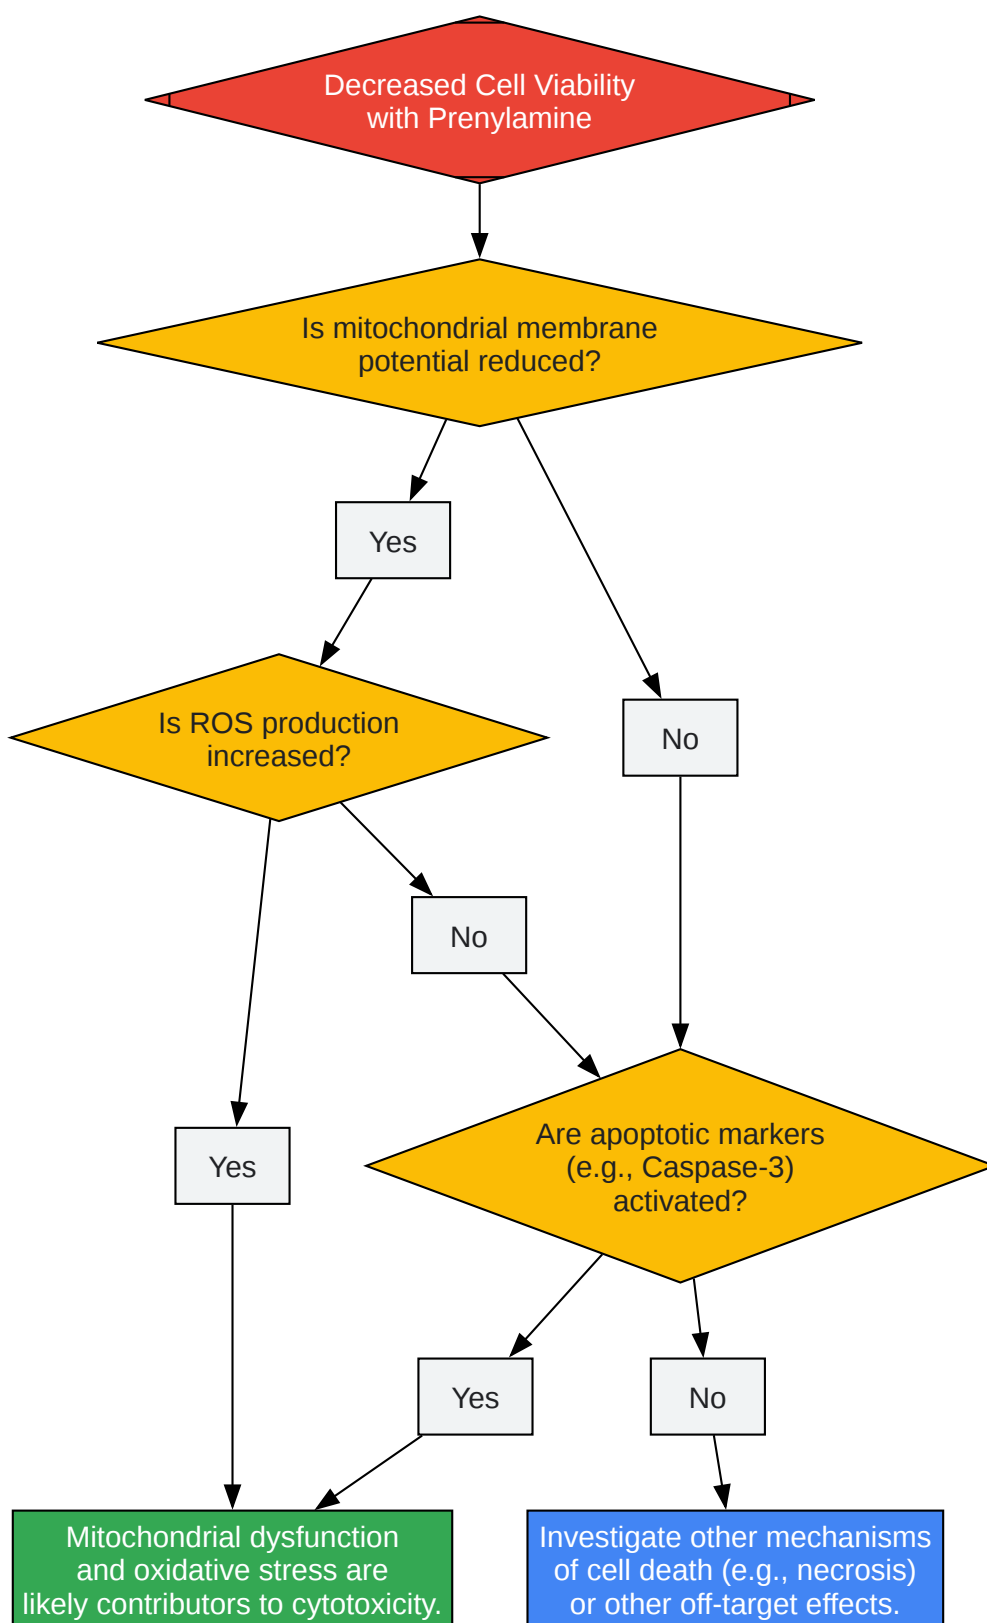 Decreased Cell Viability
with Prenylamine
Is mitochondrial membrane
potential reduced?
Yes
Is ROS production
increased?
No
No
Are apoptotic markers
(e.g., Caspase-3)
activated?
Yes
Yes
No
Mitochondrial dysfunction
and oxidative stress are
likely contributors to cytotoxicity.
Investigate other mechanisms
of cell death (e.g., necrosis)
or other off-target effects.